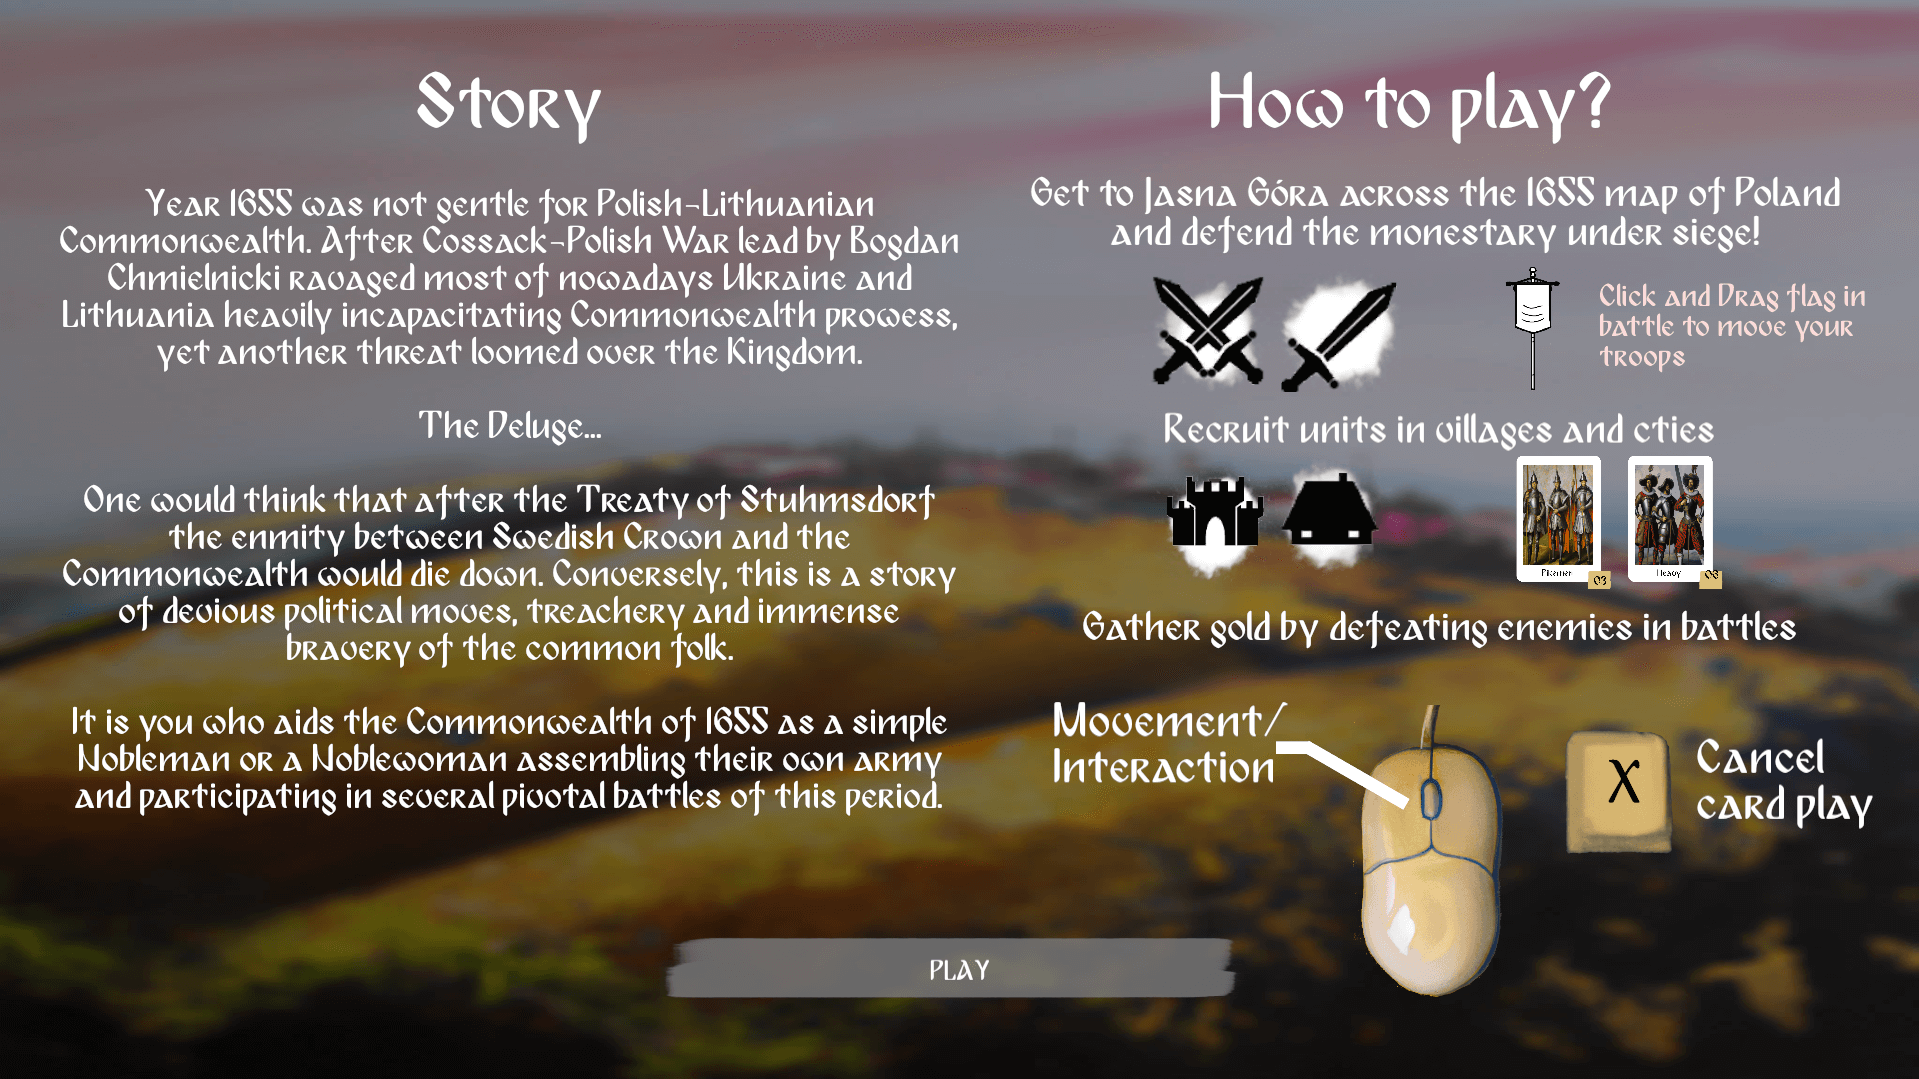 Story
Year 1655 was not gentle for Polish-Lithuanian
Commonwealth. After Cossack-Polish War lead by Bogdan
Chmielnicki ravaged most of nowadays Ukraine and
Lithuania heavily incapacitating Commonwealth prowess,
yet another threat loomed over the Kingdom.
The Deluge...
One would think that after the Treaty of Stuhmsdorf
the enmity between Swedish Crown and the
Commonwealth would die down. Conversely, this is a story
of devious political moves, treachery and immense
bravery of the common folk.
It is you who aids the Commonwealth of 1655 as a simple
Nobleman or a Noblewoman assembling their own army
and participating in several pivotal battles of this period.
How to play?
Get to Jasna Góra across the 1655 map of Poland
and defend the monestary under siege!
Click and Drag flag in
battle to move your
troops
Recruit units in villages and cties
Pikemer
03
Heavy
06
Gather gold by defeating enemies in battles
Movement/
Interaction
X
Cancel
card play
PLAY